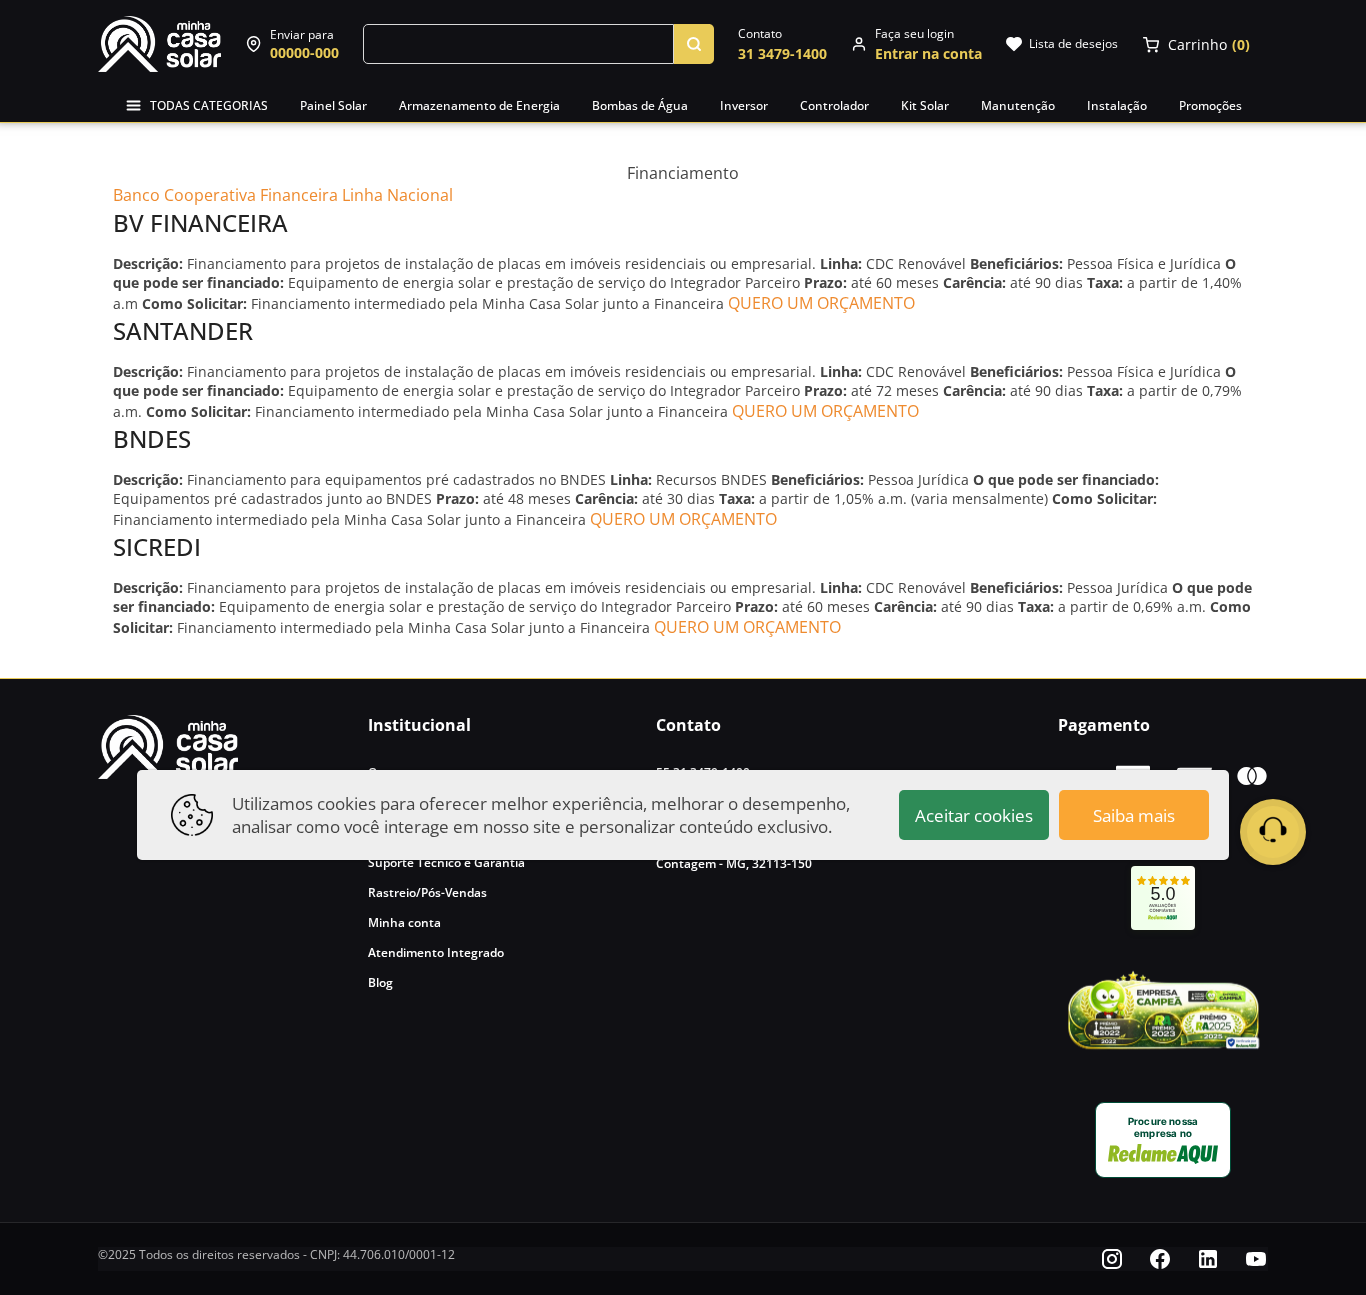 minha
casa
solar
Enviar para
00000-000
Contato
31 3479-1400
Faça seu login
Entrar na conta
Lista de desejos
Carrinho (0)
TODAS CATEGORIAS
Painel Solar
Armazenamento de Energia
Bombas de Água
Inversor
Controlador
Kit Solar
Manutenção
Instalação
Promoções
Financiamento
Banco Cooperativa Financeira Linha Nacional
BV FINANCEIRA
Descrição: Financiamento para projetos de instalação de placas em imóveis residenciais ou empresarial. Linha: CDC Renovável Beneficiários: Pessoa Física e Jurídica O
que pode ser financiado: Equipamento de energia solar e prestação de serviço do Integrador Parceiro Prazo: até 60 meses Carência: até 90 dias Taxa: a partir de 1,40%
a.m Como Solicitar: Financiamento intermediado pela Minha Casa Solar junto a Financeira QUERO UM ORÇAMENTO
SANTANDER
Descrição: Financiamento para projetos de instalação de placas em imóveis residenciais ou empresarial. Linha: CDC Renovável Beneficiários: Pessoa Física e Jurídica O
que pode ser financiado: Equipamento de energia solar e prestação de serviço do Integrador Parceiro Prazo: até 72 meses Carência: até 90 dias Taxa: a partir de 0,79%
a.m. Como Solicitar: Financiamento intermediado pela Minha Casa Solar junto a Financeira QUERO UM ORÇAMENTO
BNDES
Descrição: Financiamento para equipamentos pré cadastrados no BNDES Linha: Recursos BNDES Beneficiários: Pessoa Jurídica O que pode ser financiado:
Equipamentos pré cadastrados junto ao BNDES Prazo: até 48 meses Carência: até 30 dias Taxa: a partir de 1,05% a.m. (varia mensalmente) Como Solicitar:
Financiamento intermediado pela Minha Casa Solar junto a Financeira QUERO UM ORÇAMENTO
SICREDI
Descrição: Financiamento para projetos de instalação de placas em imóveis residenciais ou empresarial. Linha: CDC Renovável Beneficiários: Pessoa Jurídica O que pode
ser financiado: Equipamento de energia solar e prestação de serviço do Integrador Parceiro Prazo: até 60 meses Carência: até 90 dias Taxa: a partir de 0,69% a.m. Como
Solicitar: Financiamento intermediado pela Minha Casa Solar junto a Financeira QUERO UM ORÇAMENTO
minha
casa
solar
Institucional
Contato
Pagamento
Utilizamos cookies para oferecer melhor experiência, melhorar o desempenho,
analisar como você interage em nosso site e personalizar conteúdo exclusivo.
Aceitar cookies
Saiba mais
Suporte Técnico e Garantia
Rastreio/Pós-Vendas
Minha conta
Atendimento Integrado
Blog
Contagem - MG, 32113-150
5.0
AVALIAÇÕES
CONFIÁVEIS
ReclameAQUI
EMPRESA
CAMPEÃ
PRÊMIO
2022
PRÊMIO
2023
PRÊMIO
RA2025
Procure nossa
empresa no
ReclameAQUI
©2025 Todos os direitos reservados - CNPJ: 44.706.010/0001-12